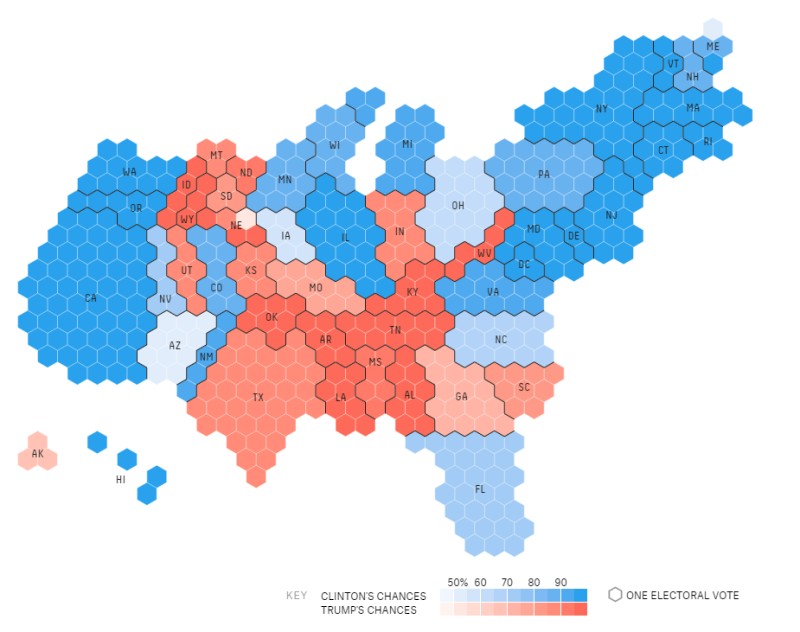 ME
VT
NH
NY
MA
WI
MI
CT
RI
MT
WA
ND
MN
PA
ID
SD
OR
OH
NJ
WY
NE
IA
IL
IN
MD
DE
WV
DC
UT
KS
CO
MO
KY
VA
CA
NV
OK
TN
AZ
AR
NC
NM
MS
TX
LA
AL
GA
SC
AK
HI
FL
50% 60 70 80 90
KEY CLINTON'S CHANCES
TRUMP'S CHANCES
ONE ELECTORAL VOTE